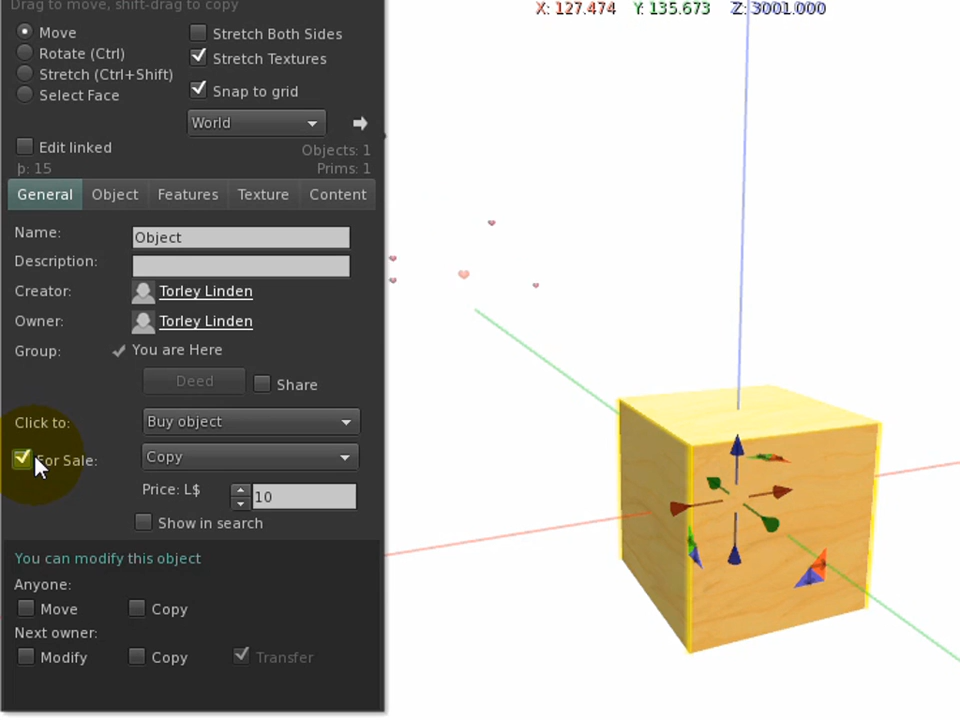 Drag to move, shift-drag to copy
X: 127.474 Y: 135.673 Z: 3001.000
Move
Stretch Both Sides
Rotate (Ctrl)
Stretch Textures
Stretch (Ctrl+Shift)
Select Face
Snap to grid
World
Edit linked
Objects: 1
þ: 15
Prims: 1
General Object Features Texture Content
Name: Object
Description:
Creator: Torley Linden
Owner: Torley Linden
Group: You are Here
Deed Share
Click to: Buy object
For Sale: Copy
Price: L$ 10
Show in search
You can modify this object
Anyone:
Move Copy
Next owner:
Modify Copy Transfer